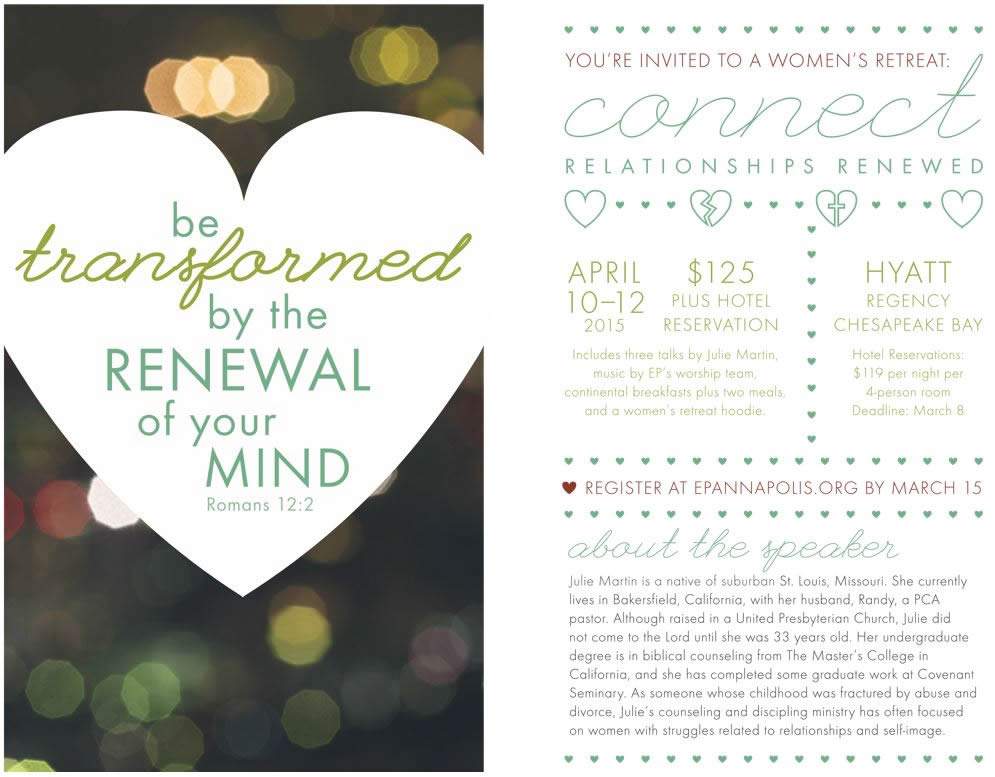 be
transformed
by the
RENEWAL
of your
MIND
Romans 12:2
YOU'RE INVITED TO A WOMEN'S RETREAT:
connect
RELATIONSHIPS RENEWED
APRIL
10–12
2015
$125
PLUS HOTEL
RESERVATION
Includes three talks by Julie Martin,
music by EP's worship team,
continental breakfasts plus two meals,
and a women's retreat hoodie.
HYATT
REGENCY
CHESAPEAKE BAY
Hotel Reservations:
$119 per night per
4-person room
Deadline: March 8
REGISTER AT EPANNAPOLIS.ORG BY MARCH 15
about the speaker
Julie Martin is a native of suburban St. Louis, Missouri. She currently
lives in Bakersfield, California, with her husband, Randy, a PCA
pastor. Although raised in a United Presbyterian Church, Julie did
not come to the Lord until she was 33 years old. Her undergraduate
degree is in biblical counseling from The Master's College in
California, and she has completed some graduate work at Covenant
Seminary. As someone whose childhood was fractured by abuse and
divorce, Julie's counseling and discipling ministry has often focused
on women with struggles related to relationships and self-image.